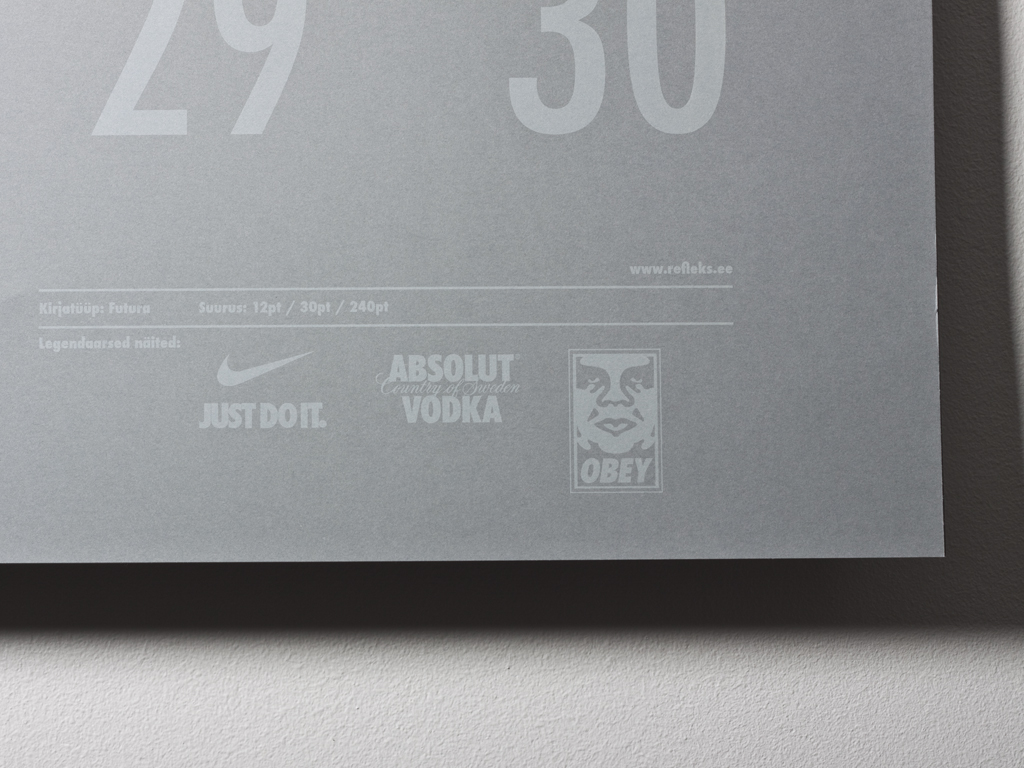 29 30
www.refleks.ee
Kirjatüüp: Futura Suurus: 12pt / 30pt / 240pt
Legendaarsed näited:
JUST DO IT.
ABSOLUT
Country of Sweden
VODKA
OBEY